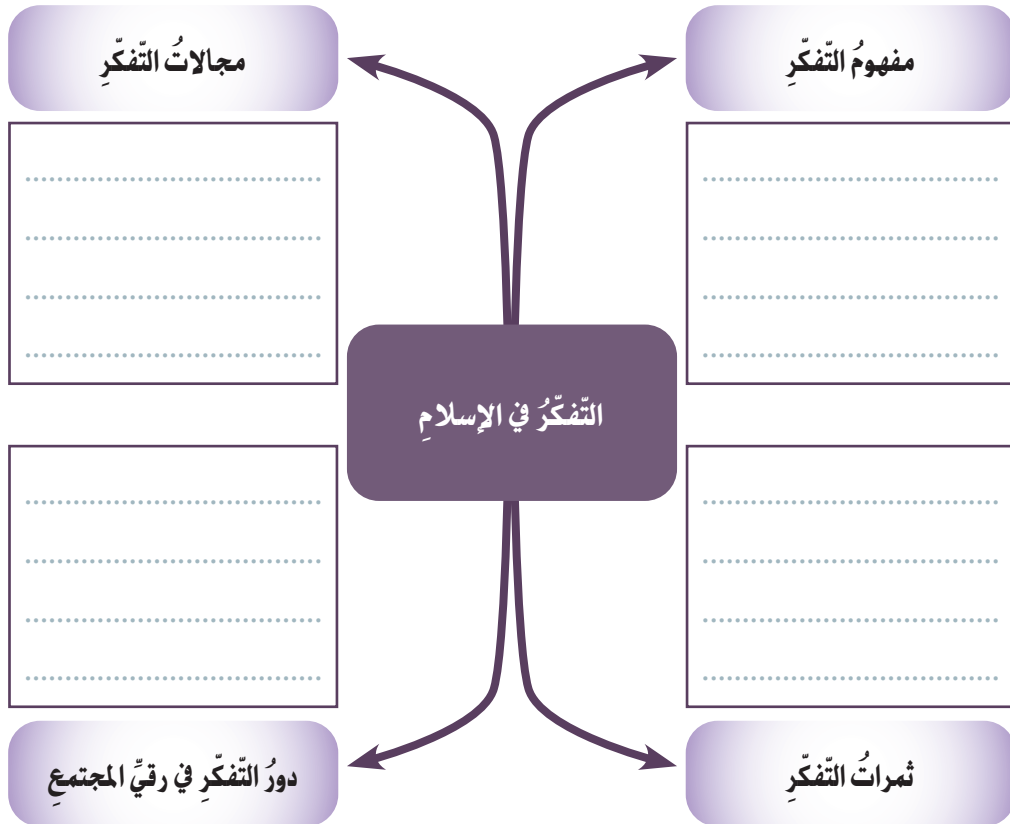 مفهومُ التّفكّرِ
مجالاتُ التّفكّرِ
التّفكّرُ في الإسلامِ
ثمراتُ التّفكّرِ
دورُ التّفكّرِ في رقيِّ المجتمعِ